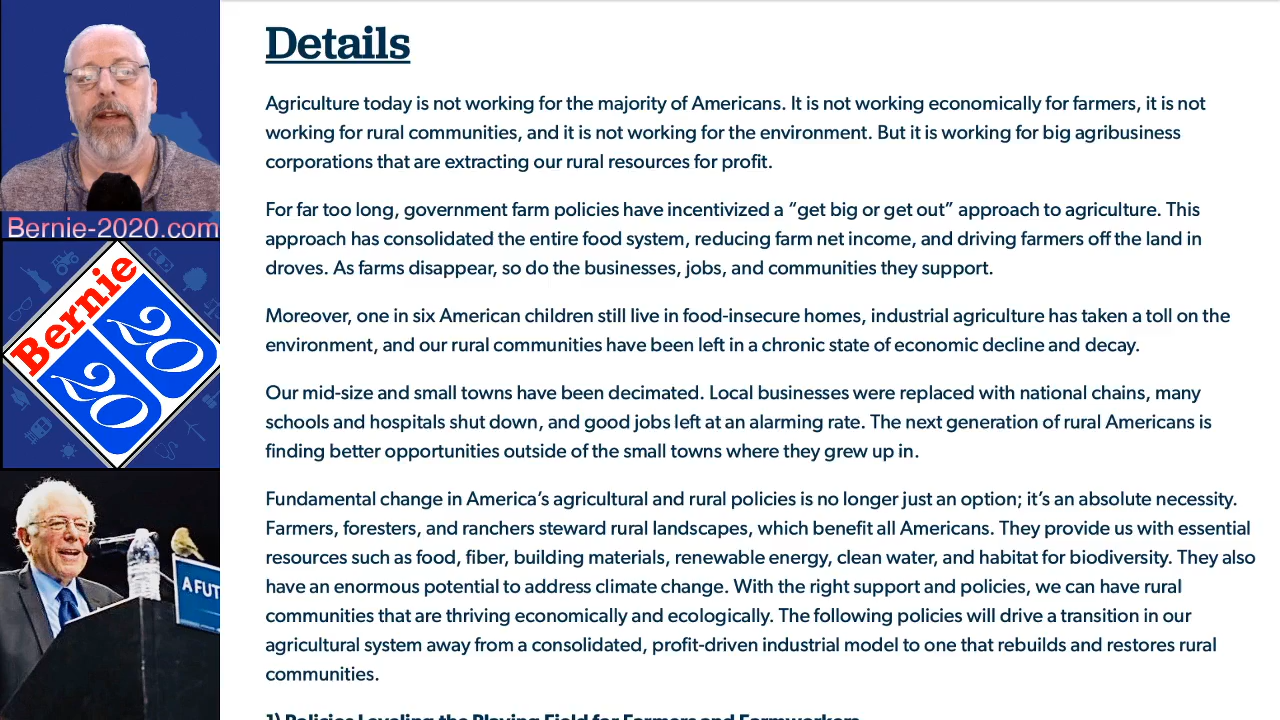 Details
Agriculture today is not working for the majority of Americans. It is not working economically for farmers, it is not
working for rural communities, and it is not working for the environment. But it is working for big agribusiness
corporations that are extracting our rural resources for profit.
For far too long, government farm policies have incentivized a “get big or get out” approach to agriculture. This
approach has consolidated the entire food system, reducing farm net income, and driving farmers off the land in
droves. As farms disappear, so do the businesses, jobs, and communities they support.
Moreover, one in six American children still live in food-insecure homes, industrial agriculture has taken a toll on the
environment, and our rural communities have been left in a chronic state of economic decline and decay.
Our mid-size and small towns have been decimated. Local businesses were replaced with national chains, many
schools and hospitals shut down, and good jobs left at an alarming rate. The next generation of rural Americans is
finding better opportunities outside of the small towns where they grew up in.
Fundamental change in America’s agricultural and rural policies is no longer just an option; it’s an absolute necessity.
Farmers, foresters, and ranchers steward rural landscapes, which benefit all Americans. They provide us with essential
resources such as food, fiber, building materials, renewable energy, clean water, and habitat for biodiversity. They also
have an enormous potential to address climate change. With the right support and policies, we can have rural
communities that are thriving economically and ecologically. The following policies will drive a transition in our
agricultural system away from a consolidated, profit-driven industrial model to one that rebuilds and restores rural
communities.
1) Policies Leveling the Playing Field for Farmers and Farmworkers
Bernie-2020.com
Bernie
20
20
A FUT